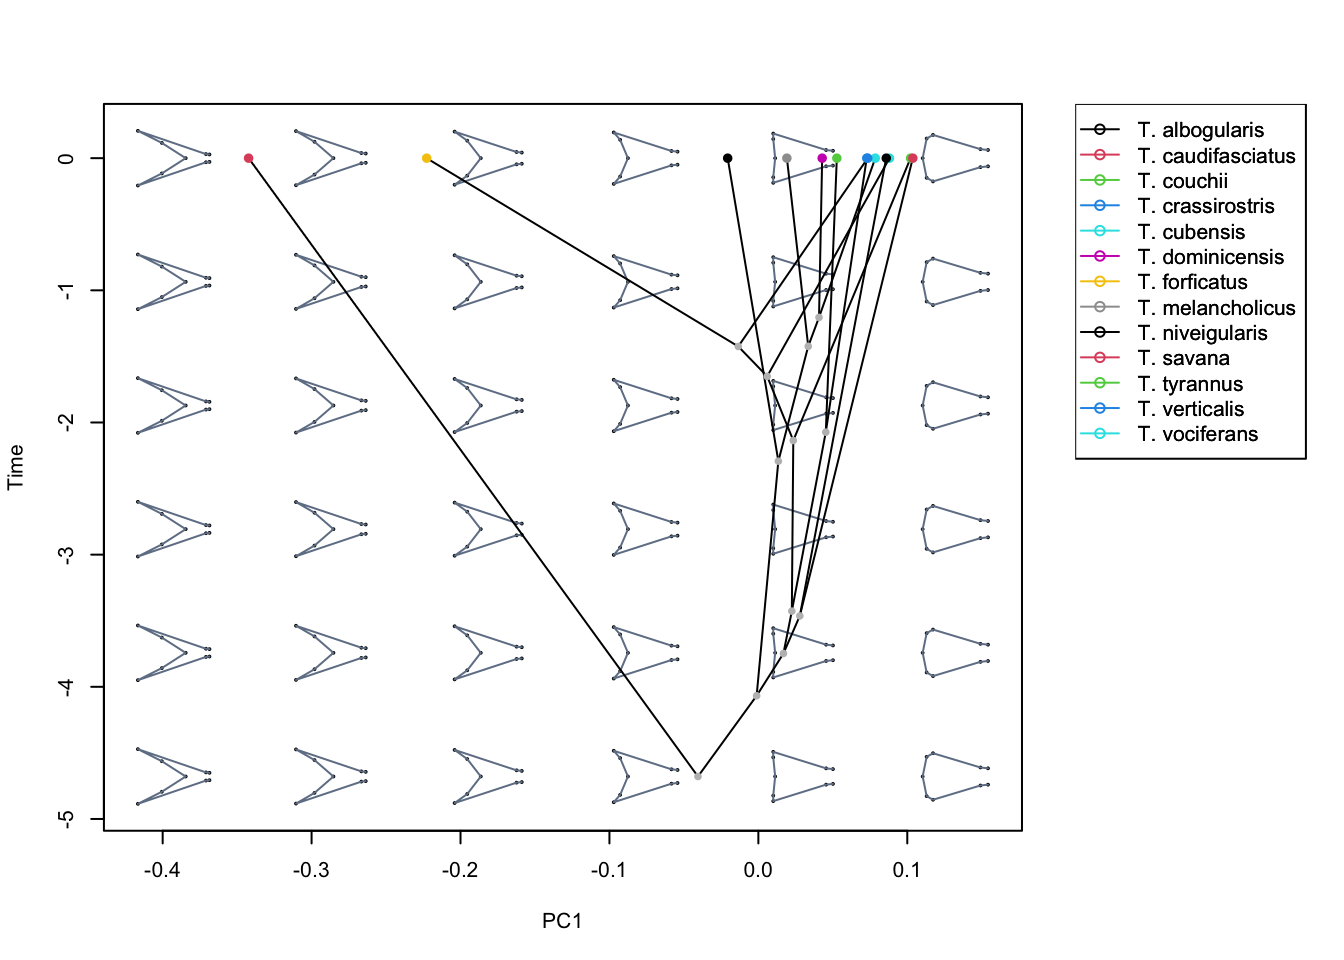 0
-1
-2
-3
-4
-5
Time
-0.4 -0.3 -0.2 -0.1 0.0 0.1
PC1
T. albogularis
T. caudifasciatus
T. couchii
T. crassirostris
T. cubensis
T. dominicensis
T. forficatus
T. melancholicus
T. niveigularis
T. savana
T. tyrannus
T. verticalis
T. vociferans